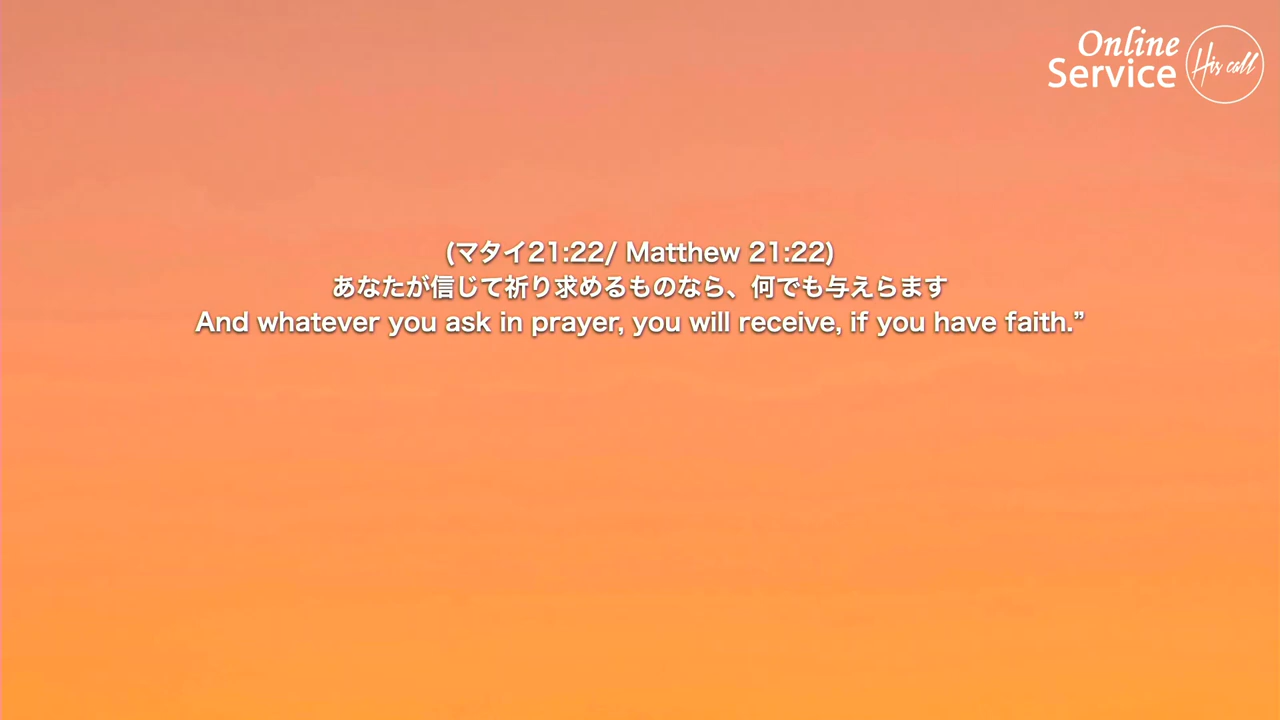 Online
Service
His call
(マタイ21:22/ Matthew 21:22)
あなたが信じて祈り求めるものなら、何でも与えらます
And whatever you ask in prayer, you will receive, if you have faith.”